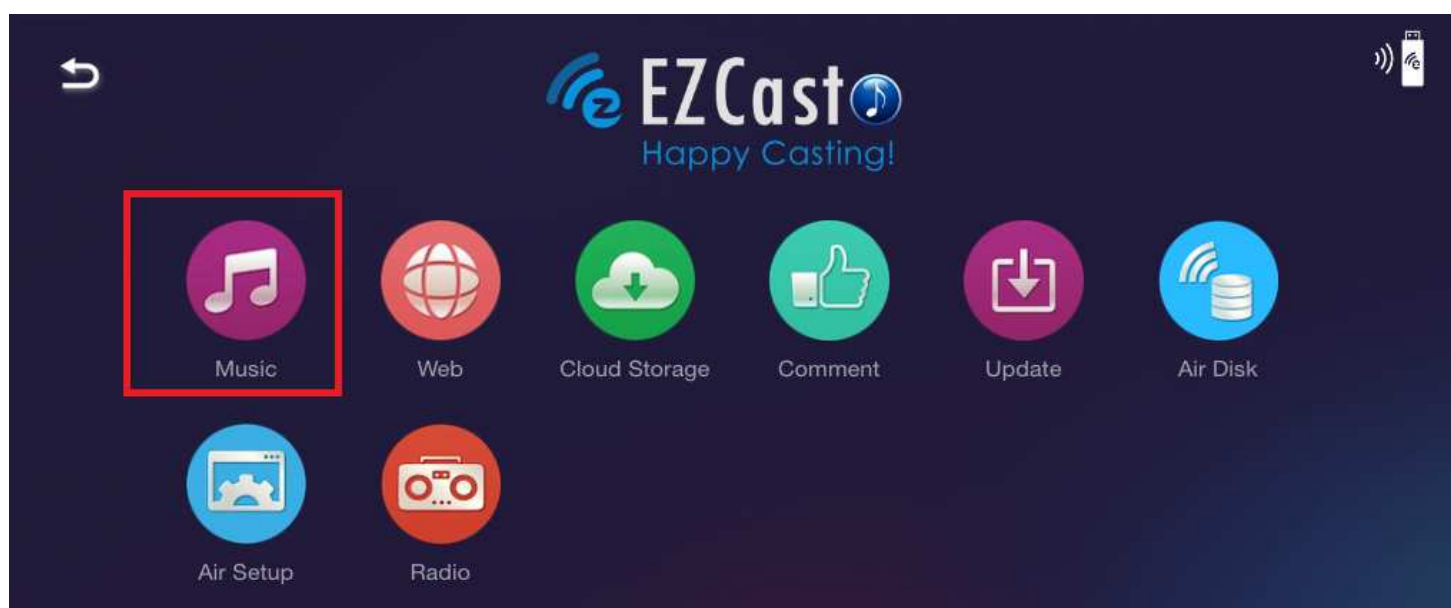 EZCast
Happy Casting!
Music Web Cloud Storage Comment Update Air Disk
Air Setup Radio